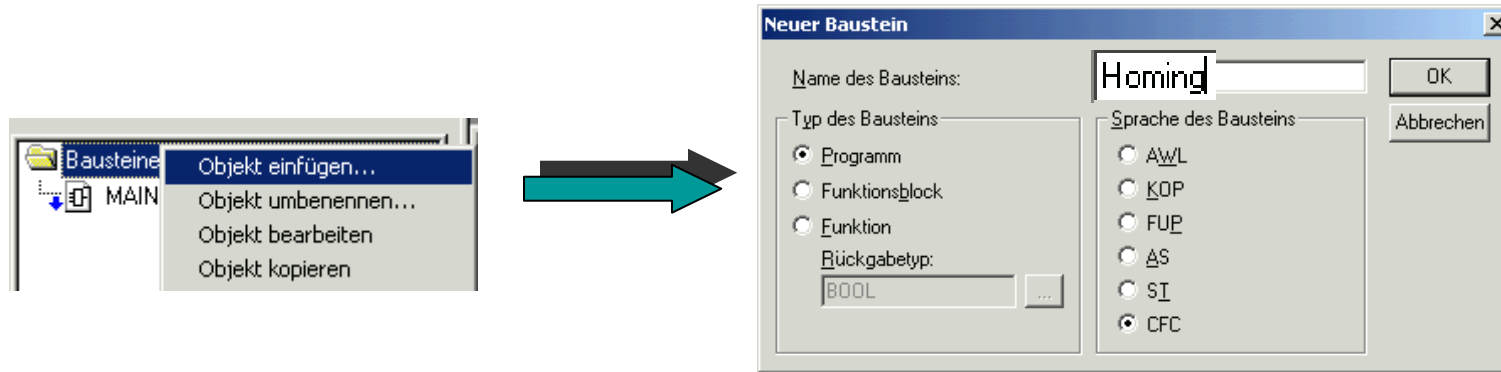 Bausteine
MAIN
Objekt einfügen...
Objekt umbenennen...
Objekt bearbeiten
Objekt kopieren
Neuer Baustein
Name des Bausteins:
Homing
OK
Abbrechen
Typ des Bausteins
Programm
Funktionsblock
Funktion
Rückgabetyp:
BOOL
...
Sprache des Bausteins
AWL
KOP
FUP
AS
ST
CFC